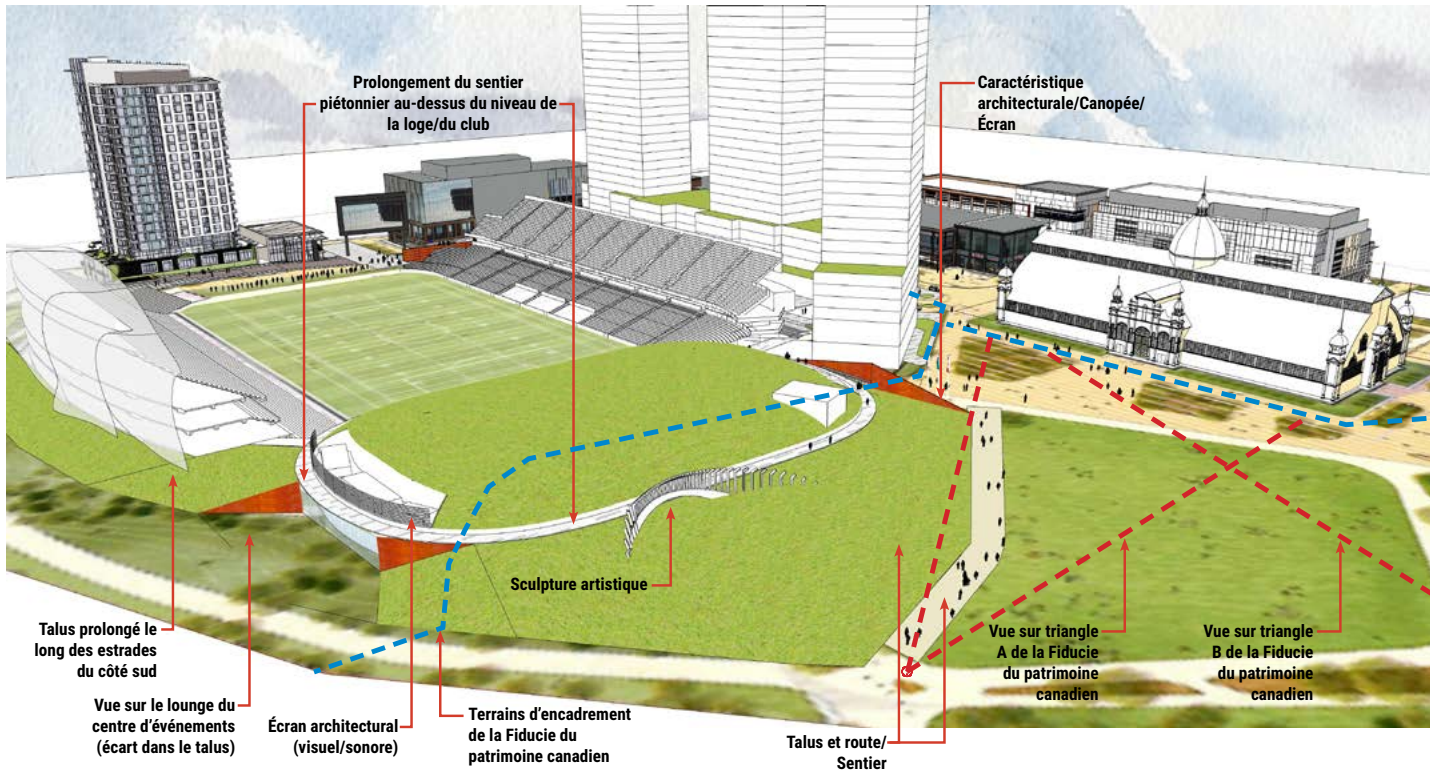 Prolongement du sentier
piétonnier au-dessus du niveau de
la loge/du club
Caractéristique
architecturale/Canopée/
Écran
Sculpture artistique
Talus prolongé le
long des estrades
du côté sud
Vue sur le lounge du
centre d'événements
(écart dans le talus)
Écran architectural
(visuel/sonore)
Terrains d'encadrement
de la Fiducie du
patrimoine canadien
Talus et route/
Sentier
Vue sur triangle
A de la Fiducie
du patrimoine
canadien
Vue sur triangle
B de la Fiducie
du patrimoine
canadien